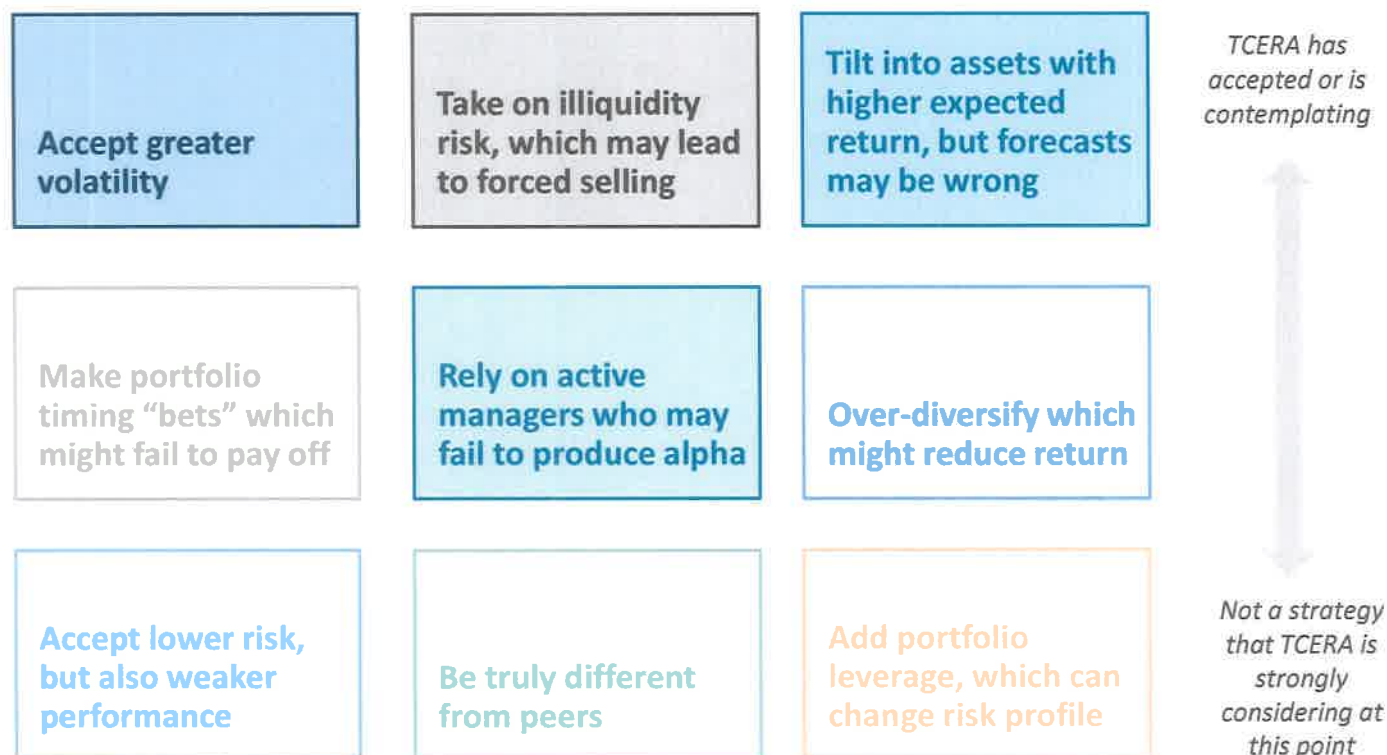 Accept greater
volatility
Take on illiquidity
risk, which may lead
to forced selling
Tilt into assets with
higher expected
return, but forecasts
may be wrong
TCERA has
accepted or is
contemplating
Make portfolio
timing “bets” which
might fail to pay off
Rely on active
managers who may
fail to produce alpha
Over-diversify which
might reduce return
Accept lower risk,
but also weaker
performance
Be truly different
from peers
Add portfolio
leverage, which can
change risk profile
Not a strategy
that TCERA is
strongly
considering at
this point